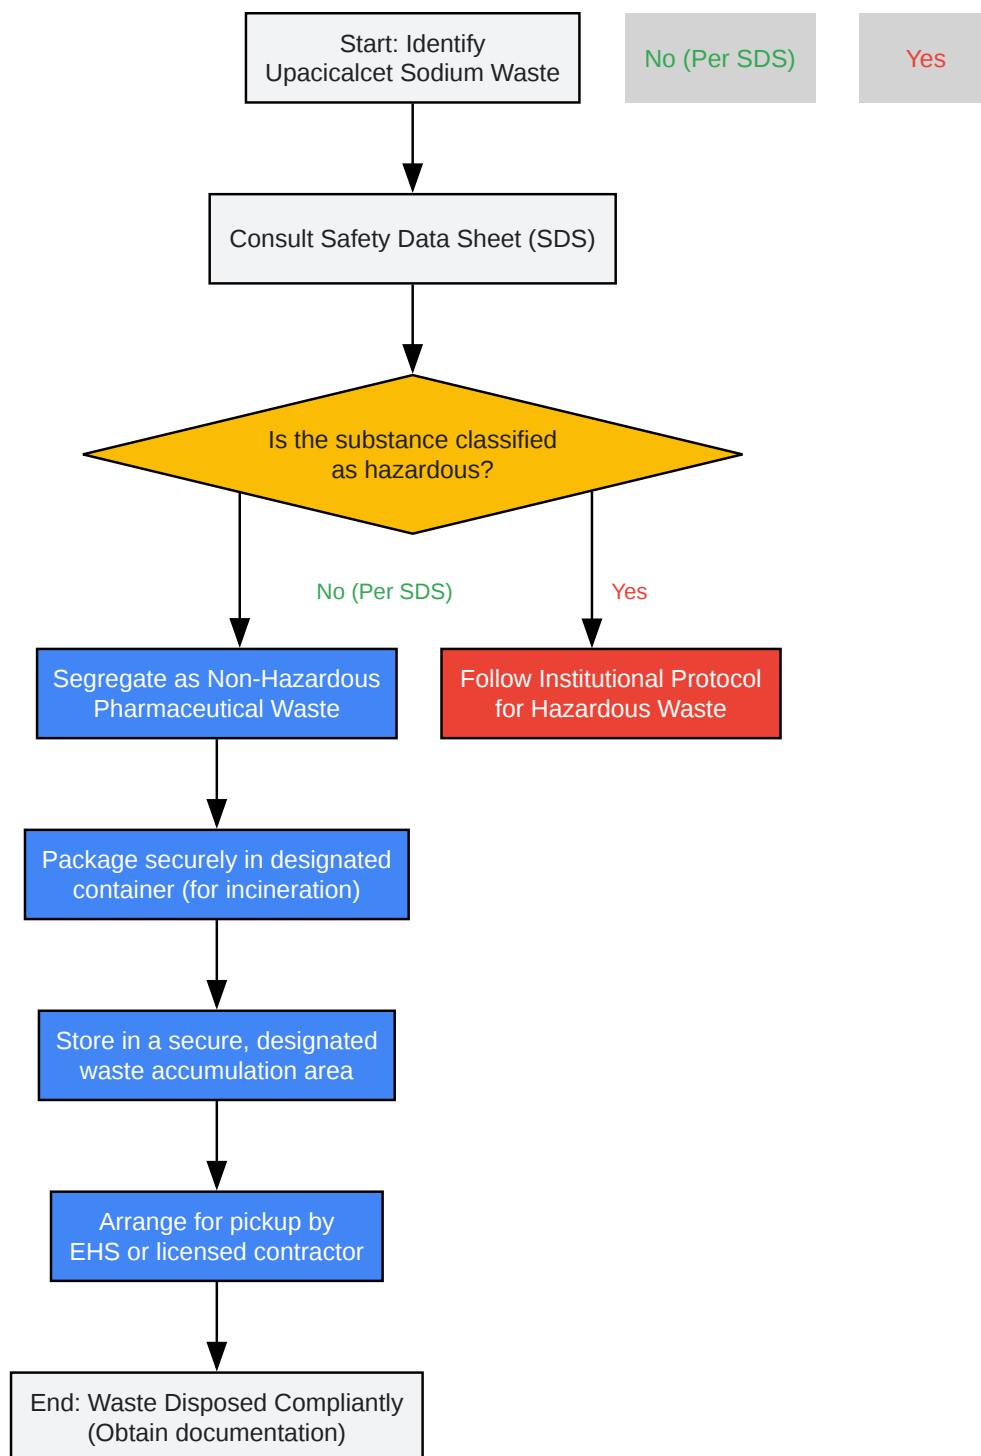 Start: Identify
Upacicalcet Sodium Waste
No (Per SDS)
Yes
Consult Safety Data Sheet (SDS)
Is the substance classified
as hazardous?
No (Per SDS)
Yes
Segregate as Non-Hazardous
Pharmaceutical Waste
Follow Institutional Protocol
for Hazardous Waste
Package securely in designated
container (for incineration)
Store in a secure, designated
waste accumulation area
Arrange for pickup by
EHS or licensed contractor
End: Waste Disposed Compliantly
(Obtain documentation)